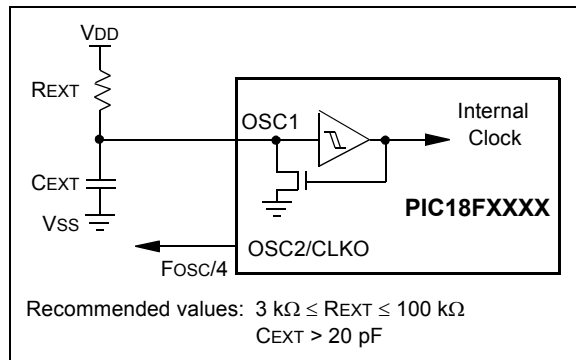 VDD
REXT
OSC1
Internal
Clock
CEXT
PIC18FXXXX
VSS
OSC2/CLKO
FOSC/4
Recommended values: 3 kΩ ≤ REXT ≤ 100 kΩ
CEXT > 20 pF